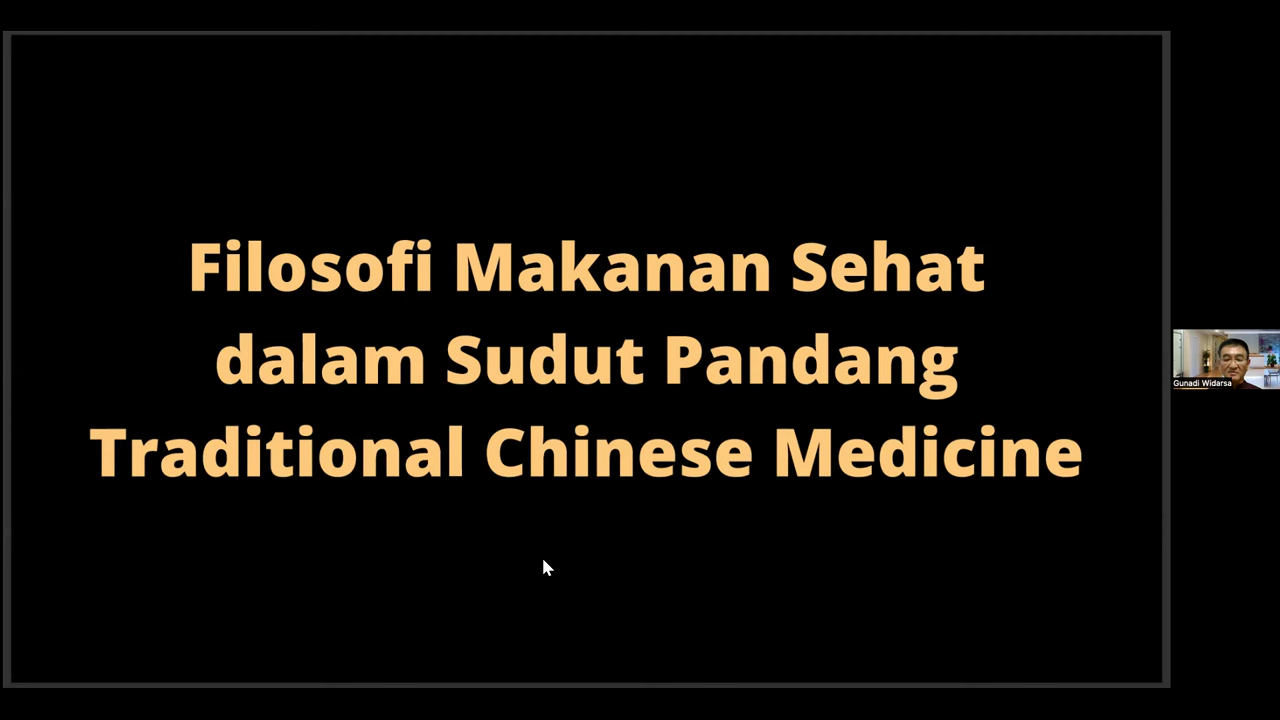 Filosofi Makanan Sehat
dalam Sudut Pandang
Traditional Chinese Medicine
Gunadi Widarsa